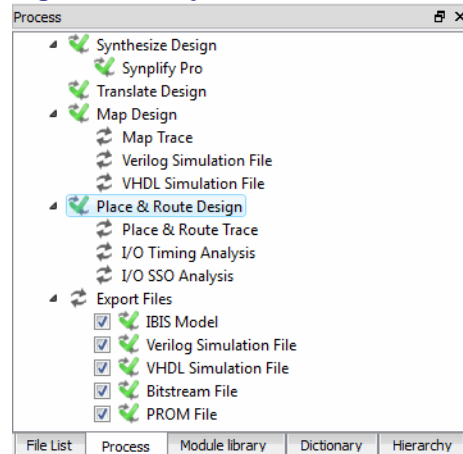 Process
Synthesize Design
Synplify Pro
Translate Design
Map Design
Map Trace
Verilog Simulation File
VHDL Simulation File
Place & Route Design
Place & Route Trace
I/O Timing Analysis
I/O SSO Analysis
Export Files
IBIS Model
Verilog Simulation File
VHDL Simulation File
Bitstream File
PROM File
File List Process Module library Dictionary Hierarchy